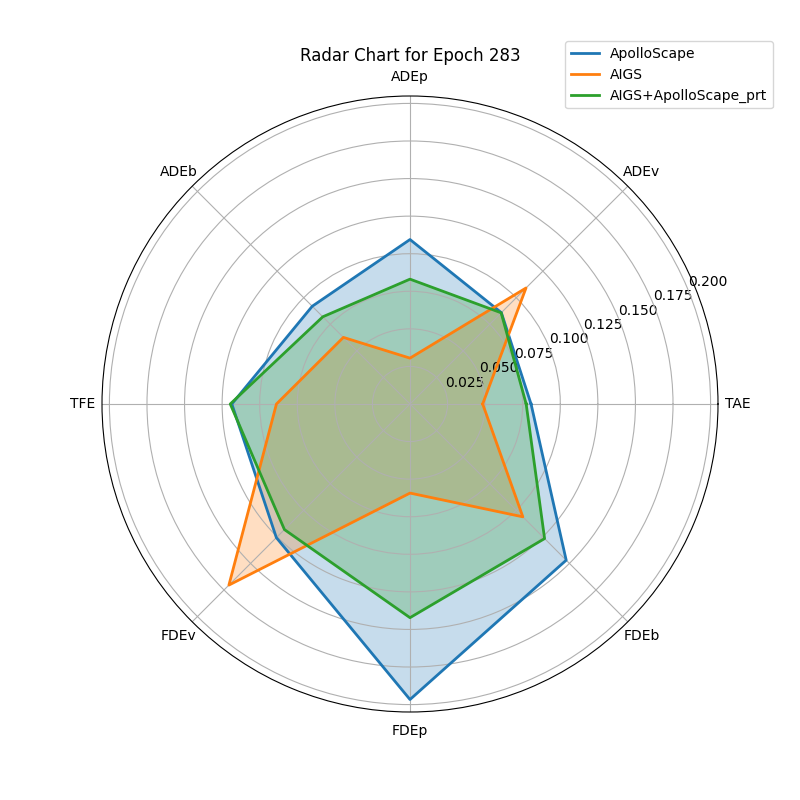 Radar Chart for Epoch 283
ApolloScape
AIGS
AIGS+ApolloScape_prt
ADEp
ADEb
ADEv
0.200
0.175
0.150
0.125
0.100
0.075
0.050
0.025
TFE
TAE
FDEv
FDEb
FDEp